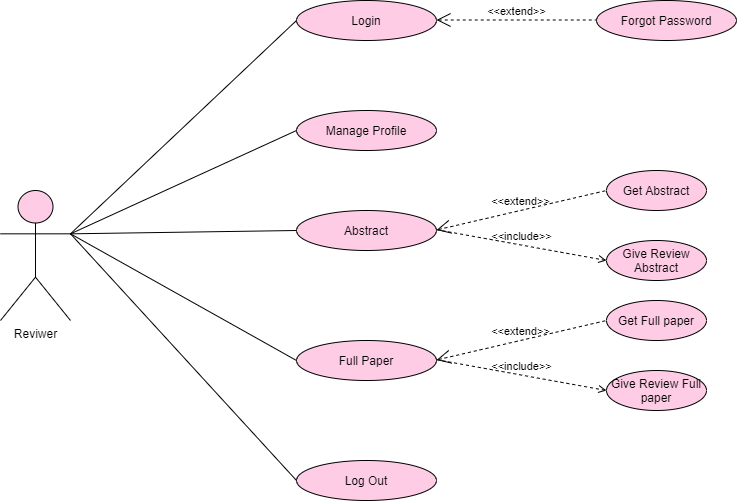 Login
<<extend>>
Forgot Password
Manage Profile
Abstract
<<extend>>
Get Abstract
<<include>>
Give Review
Abstract
Reviwer
Full Paper
<<extend>>
Get Full paper
<<include>>
Give Review Full
paper
Log Out